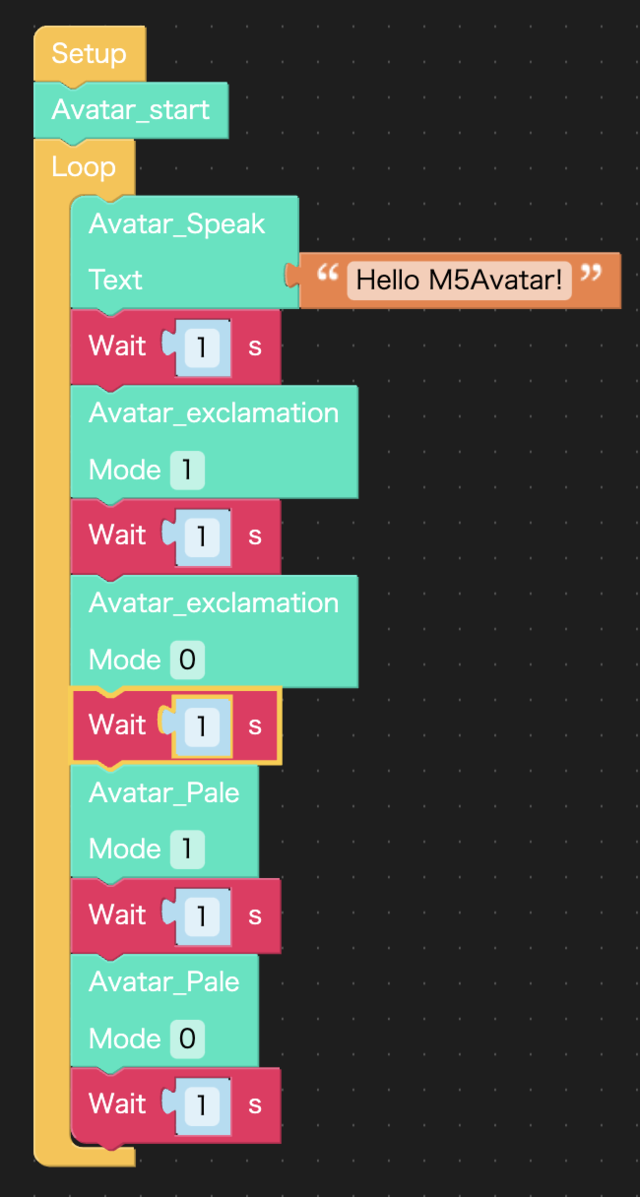 Setup
Avatar_start
Loop
Avatar_Speak
Text “ Hello M5Avatar! ”
Wait 1 s
Avatar_exclamation
Mode 1
Wait 1 s
Avatar_exclamation
Mode 0
Wait 1 s
Avatar_Pale
Mode 1
Wait 1 s
Avatar_Pale
Mode 0
Wait 1 s